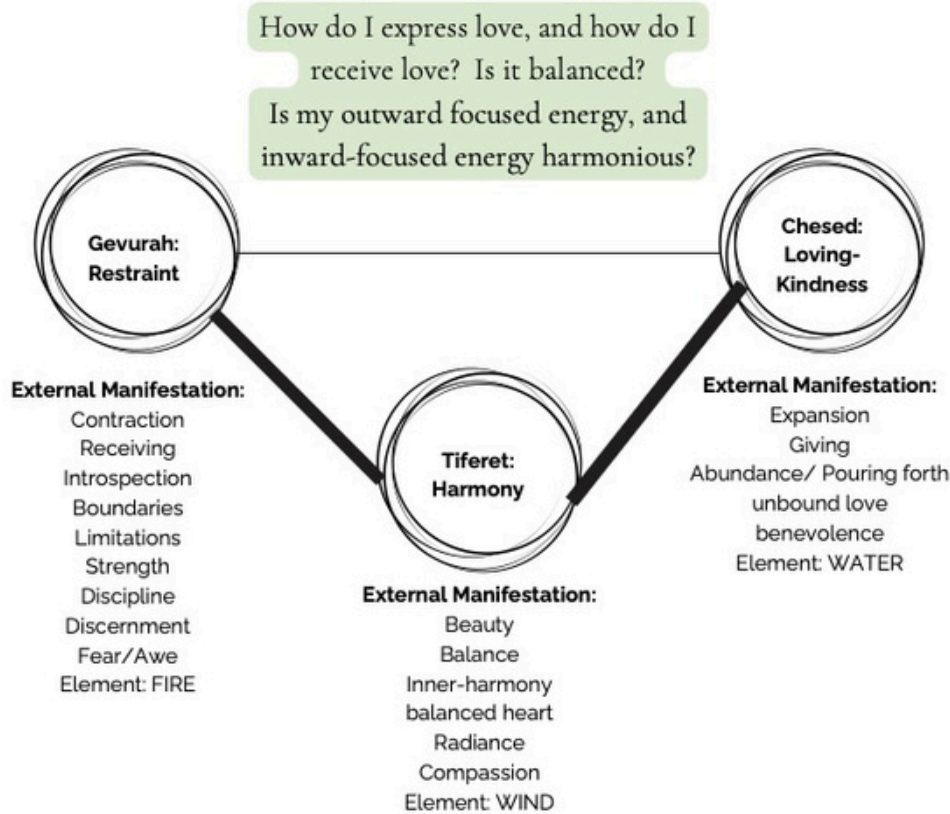 How do I express love, and how do I
receive love? Is it balanced?
Is my outward focused energy, and
inward-focused energy harmonious?
Gevurah:
Restraint
Chesed:
Loving-
Kindness
External Manifestation:
Contraction
Receiving
Introspection
Boundaries
Limitations
Strength
Discipline
Discernment
Fear/Awe
Element: FIRE
Tiferet:
Harmony
External Manifestation:
Beauty
Balance
Inner-harmony
balanced heart
Radiance
Compassion
Element: WIND
External Manifestation:
Expansion
Giving
Abundance/ Pouring forth
unbound love
benevolence
Element: WATER